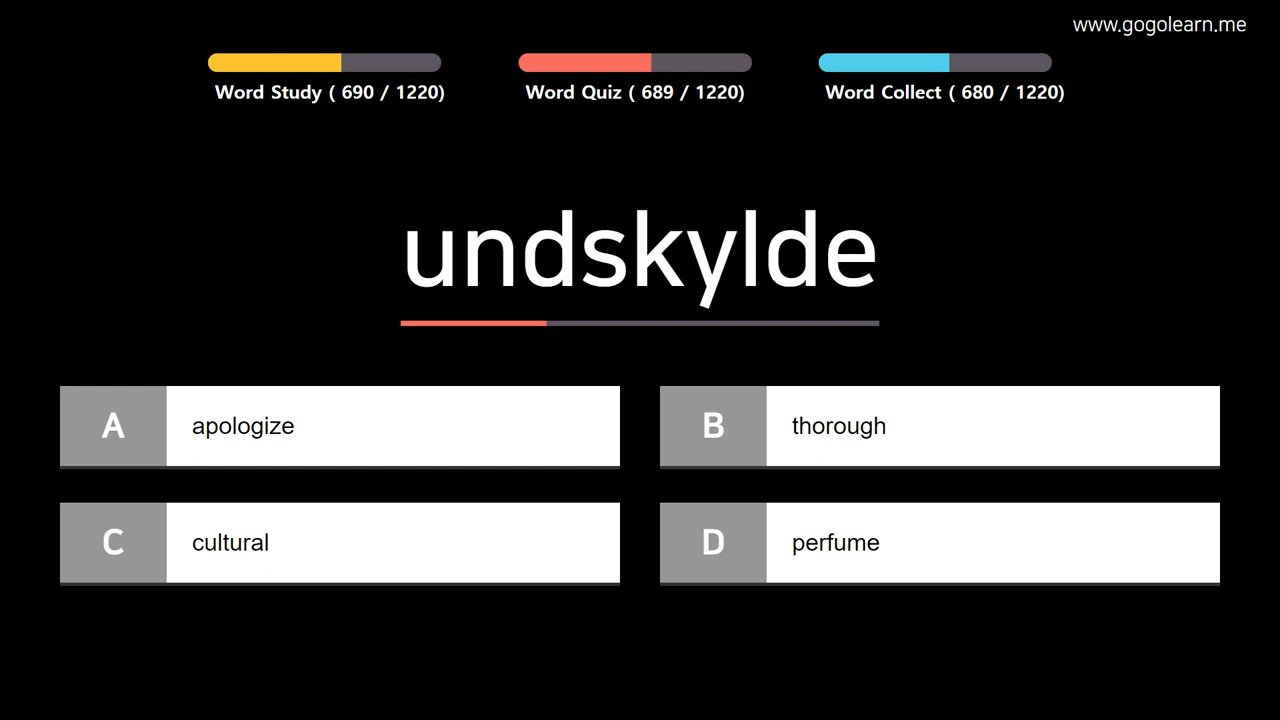 www.gogolearn.me
Word Study ( 690 / 1220)
Word Quiz ( 689 / 1220)
Word Collect ( 680 / 1220)
undskylde
A apologize
B thorough
C cultural
D perfume